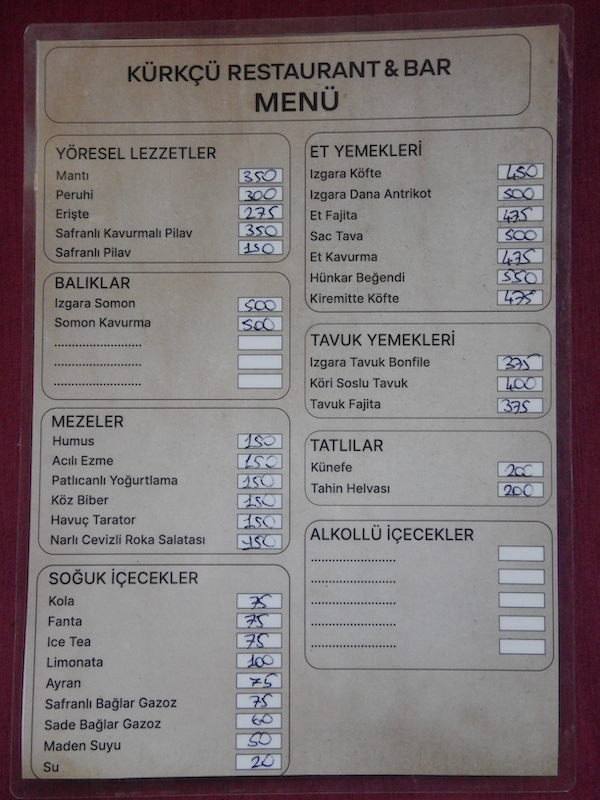 KÜRKÇÜ RESTAURANT & BAR
MENÜ
YÖRESEL LEZZETLER
Mantı 350
Peruhi 300
Erişte 275
Safranlı Kavurmalı Pilav 350
Safranlı Pilav 150
BALIKLAR
Izgara Somon 500
Somon Kavurma 500
............................
............................
............................
MEZELER
Humus 150
Acılı Ezme 150
Patlıcanlı Yoğurtlama 150
Köz Biber 150
Havuç Tarator 150
Narlı Cevizli Roka Salatası 150
SOĞUK İÇECEKLER
Kola 75
Fanta 75
Ice Tea 75
Limonata 100
Ayran 75
Safranlı Bağlar Gazoz 75
Sade Bağlar Gazoz 60
Maden Suyu 50
Su 20
ET YEMEKLERİ
Izgara Köfte 450
Izgara Dana Antrikot 500
Et Fajita 475
Sac Tava 500
Et Kavurma 475
Hünkar Beğendi 550
Kiremitte Köfte 475
TAVUK YEMEKLERİ
Izgara Tavuk Bonfile 375
Köri Soslu Tavuk 400
Tavuk Fajita 375
TATLILAR
Künefe 200
Tahin Helvası 200
ALKOLLÜ İÇECEKLER
............................
............................
............................
............................
............................